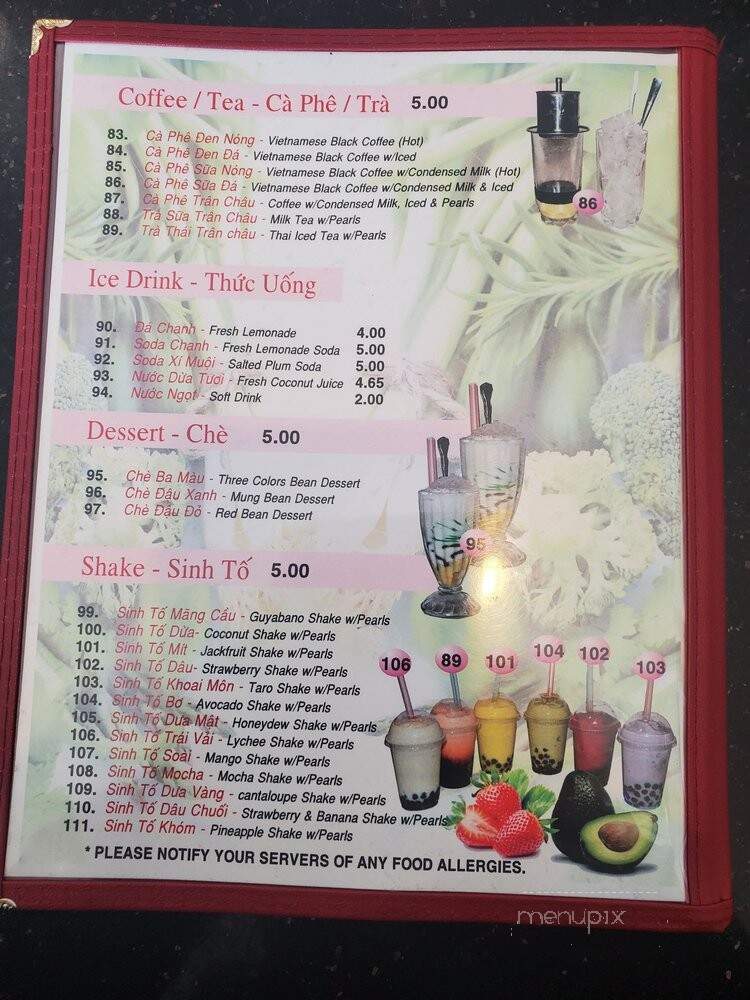 Coffee / Tea - Cà Phê / Trà 5.00
83. Cà Phê Đen Nóng - Vietnamese Black Coffee (Hot)
84. Cà Phê Đen Đá - Vietnamese Black Coffee w/Iced
85. Cà Phê Sữa Nóng - Vietnamese Black Coffee w/Condensed Milk (Hot)
86. Cà Phê Sữa Đá - Vietnamese Black Coffee w/Condensed Milk & Iced
87. Cà Phê Trân Châu - Coffee w/Condensed Milk, Iced & Pearls
88. Trà Sữa Trân Châu - Milk Tea w/Pearls
89. Trà Thái Trân châu - Thai Iced Tea w/Pearls
86
Ice Drink - Thức Uống
90. Đá Chanh - Fresh Lemonade 4.00
91. Soda Chanh - Fresh Lemonade Soda 5.00
92. Soda Xí Muội - Salted Plum Soda 5.00
93. Nước Dừa Tươi - Fresh Coconut Juice 4.65
94. Nước Ngọt - Soft Drink 2.00
Dessert - Chè 5.00
95. Chè Ba Màu - Three Colors Bean Dessert
96. Chè Đậu Xanh - Mung Bean Dessert
97. Chè Đậu Đỏ - Red Bean Dessert
95
Shake - Sinh Tố 5.00
99. Sinh Tố Mãng Cầu - Guyabano Shake w/Pearls
100. Sinh Tố Dừa- Coconut Shake w/Pearls
101. Sinh Tố Mít - Jackfruit Shake w/Pearls
102. Sinh Tố Dâu- Strawberry Shake w/Pearls
103. Sinh Tố Khoai Môn - Taro Shake w/Pearls
104. Sinh Tố Bơ - Avocado Shake w/Pearls
105. Sinh Tố Dưa Mật - Honeydew Shake w/Pearls
106. Sinh Tố Trái Vải - Lychee Shake w/Pearls
107. Sinh Tố Soài - Mango Shake w/Pearls
108. Sinh Tố Mocha - Mocha Shake w/Pearls
109. Sinh Tố Dưa Vàng - cantaloupe Shake w/Pearls
110. Sinh Tố Dâu Chuối - Strawberry & Banana Shake w/Pearls
111. Sinh Tố Khóm - Pineapple Shake w/Pearls
106 89 101 104 102 103
* PLEASE NOTIFY YOUR SERVERS OF ANY FOOD ALLERGIES.
menupix